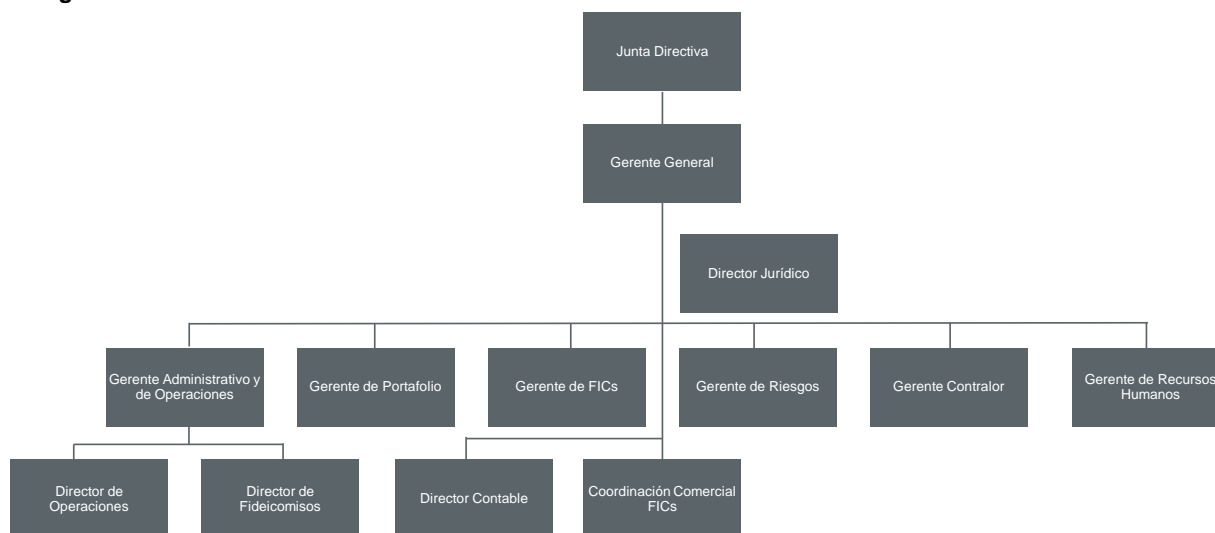 Junta Directiva
Gerente General
Director Jurídico
Gerente Administrativo y
de Operaciones
Gerente de Portafolio
Gerente de FICs
Gerente de Riesgos
Gerente Contralor
Gerente de Recursos
Humanos
Director de
Operaciones
Director de
Fideicomisos
Director Contable
Coordinación Comercial
FICs